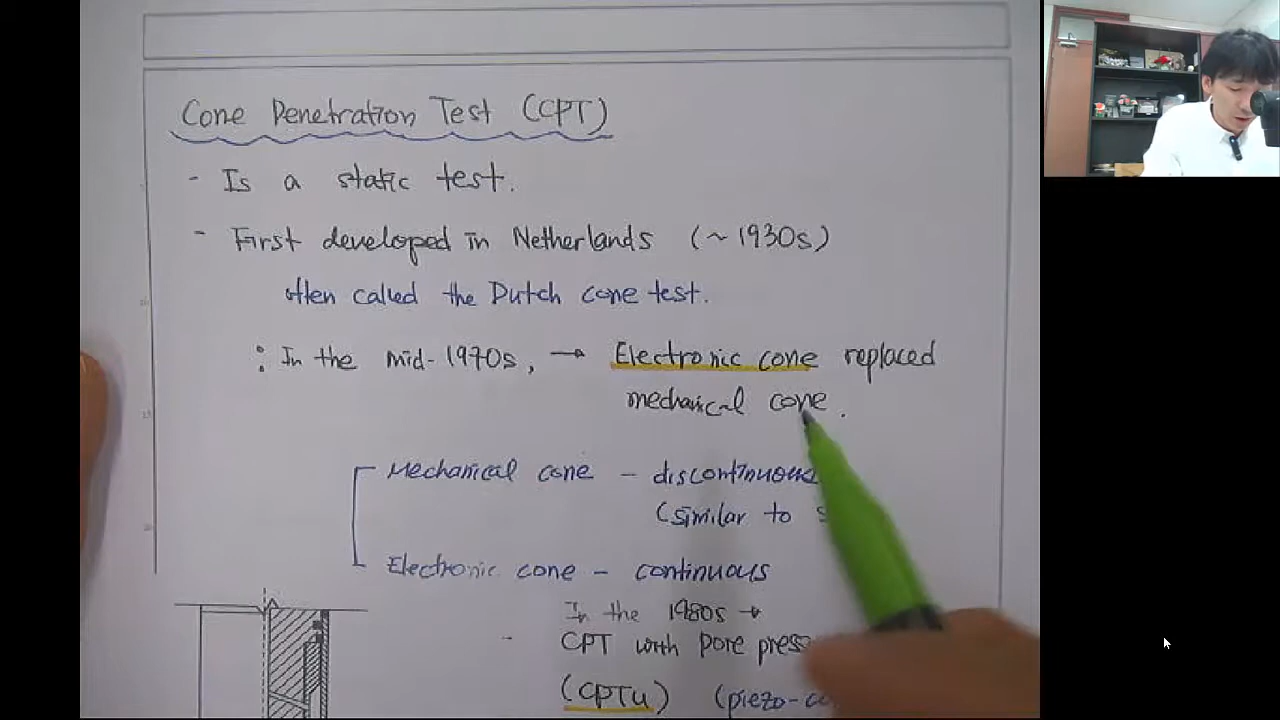 Cone Penetration Test (CPT)
- Is a static test.
- First developed in Netherlands (~1930s)
often called the Dutch cone test.
: In the mid-1970s, → Electronic cone replaced
mechanical cone.
Mechanical cone - discontinuous
(similar to
Electronic cone - continuous
In the 1980s →
- CPT with pore
(CPTu) (piezo-